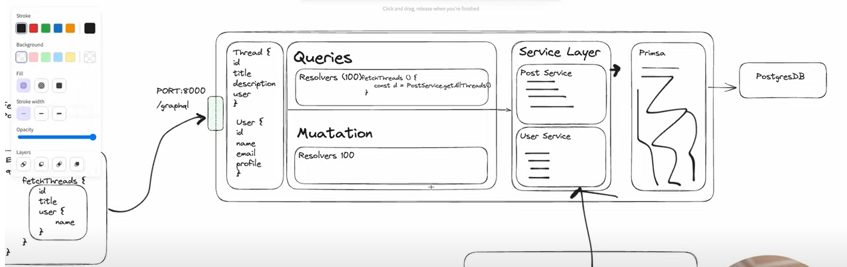 Click and drag, release when you're finished
Stroke
Background
Fill
Stroke width
Opacity
Layers
fetchThreads {
id
title
user {
name
}
}
PORT:8000
/graphql
Thread {
id
title
description
user
}
User {
id
name
email
profile
}
Queries
Resolvers (100)FetchThreads () {
const d = PostService.getAllThreads()
}
Muatation
Resolvers 100
Service Layer
Post Service
User Service
Prinsa
PostgresDB